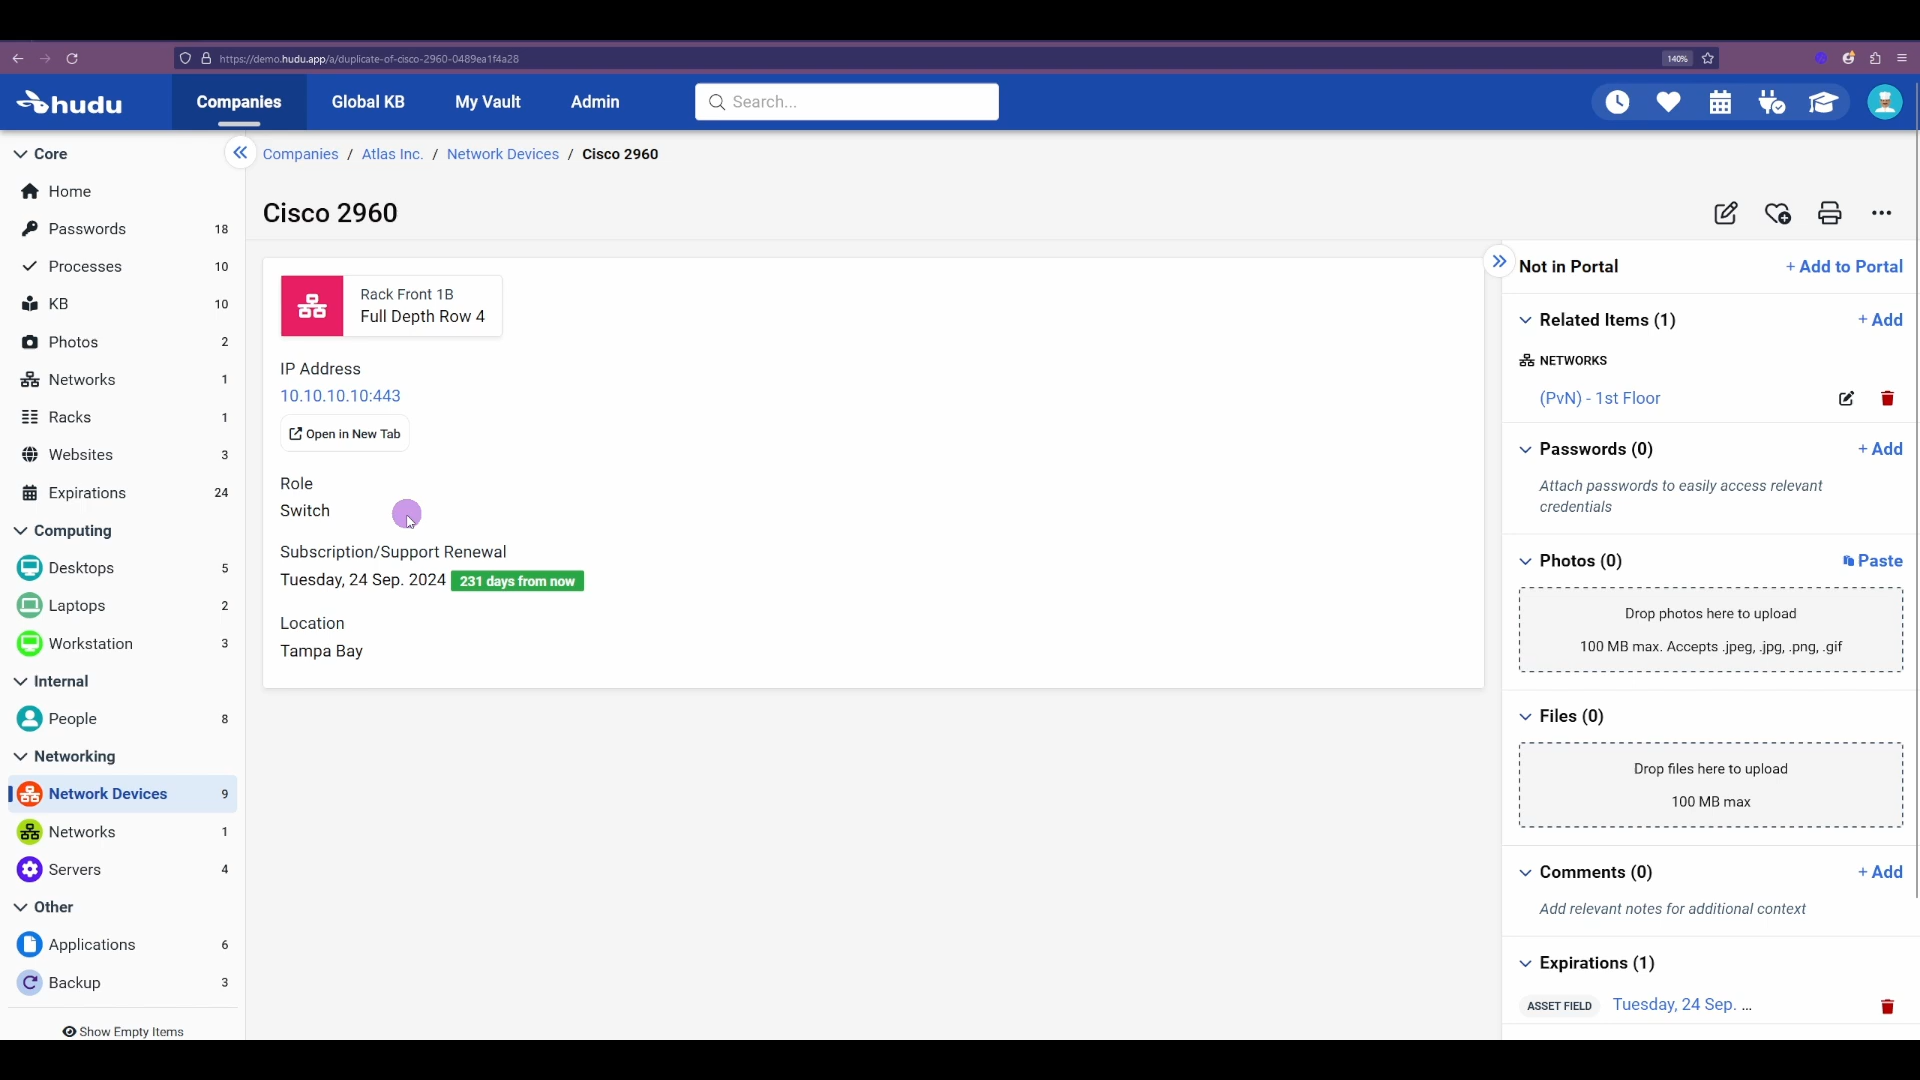 https://demo.hudu.app/a/duplicate-of-cisco-2960-0489ea1f4a28
140%
hudu
Companies
Global KB
My Vault
Admin
Search...
Core
Home
Passwords 18
Processes 10
KB 10
Photos 2
Networks 1
Racks 1
Websites 3
Expirations 24
Computing
Desktops 5
Laptops 2
Workstation 3
Internal
People 8
Networking
Network Devices 9
Networks 1
Servers 4
Other
Applications 6
Backup 3
Show Empty Items
Companies / Atlas Inc. / Network Devices / Cisco 2960
Cisco 2960
Rack Front 1B
Full Depth Row 4
IP Address
10.10.10.10:443
Open in New Tab
Role
Switch
Subscription/Support Renewal
Tuesday, 24 Sep. 2024 231 days from now
Location
Tampa Bay
Not in Portal + Add to Portal
Related Items (1) + Add
NETWORKS
(PvN) - 1st Floor
Passwords (0) + Add
Attach passwords to easily access relevant
credentials
Photos (0) Paste
Drop photos here to upload
100 MB max. Accepts .jpeg, .jpg, .png, .gif
Files (0)
Drop files here to upload
100 MB max
Comments (0) + Add
Add relevant notes for additional context
Expirations (1)
ASSET FIELD Tuesday, 24 Sep. ...